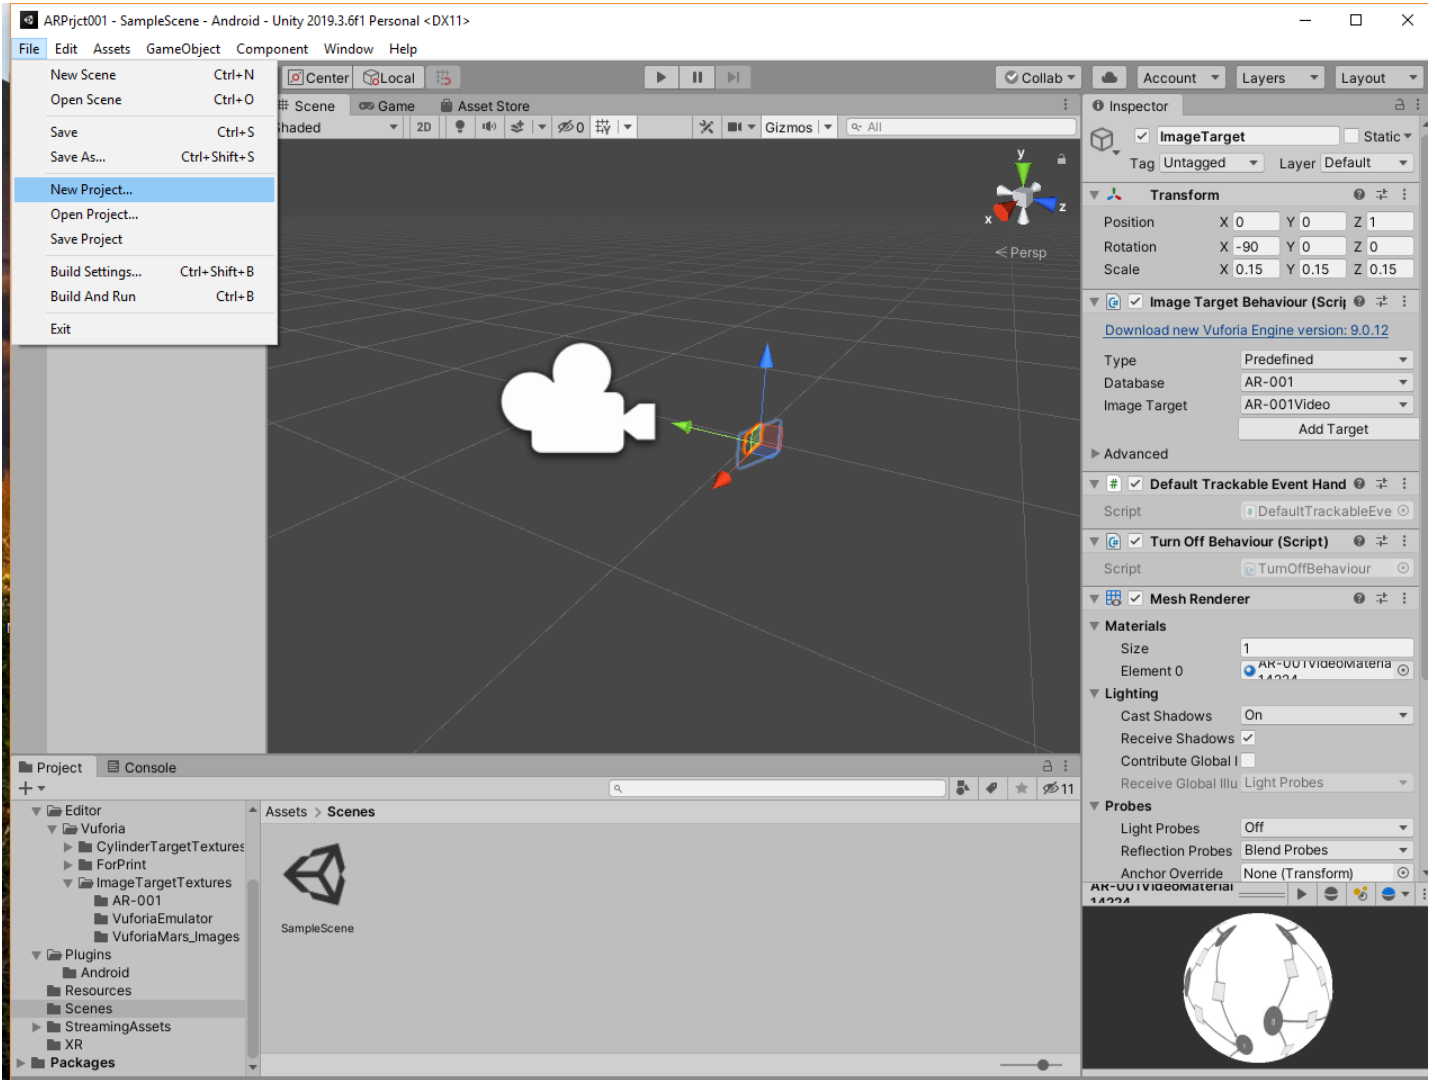 ARPrjct001 - SampleScene - Android - Unity 2019.3.6f1 Personal <DX11>
File Edit Assets GameObject Component Window Help
New Scene Ctrl+N
Open Scene Ctrl+O
Save Ctrl+S
Save As... Ctrl+Shift+S
New Project...
Open Project...
Save Project
Build Settings... Ctrl+Shift+B
Build And Run Ctrl+B
Exit
Center Local
Collab Account Layers Layout
Scene Game Asset Store
haded 2D 0 Gizmos All
y
x
z
Persp
Inspector
ImageTarget Static
Tag Untagged Layer Default
Transform
Position X 0 Y 0 Z 1
Rotation X -90 Y 0 Z 0
Scale X 0.15 Y 0.15 Z 0.15
Image Target Behaviour (Scrip
Download new Vuforia Engine version: 9.0.12
Type Predefined
Database AR-001
Image Target AR-001Video
Add Target
Advanced
Default Trackable Event Hand
Script DefaultTrackableEve
Turn Off Behaviour (Script)
Script TurnOffBehaviour
Mesh Renderer
Materials
Size 1
Element 0 AR-001VideoMateria
14224
Lighting
Cast Shadows On
Receive Shadows
Contribute Global I
Receive Global Illu Light Probes
Probes
Light Probes Off
Reflection Probes Blend Probes
Anchor Override None (Transform)
AR-001VideoMaterial
14224
Project Console
11
Editor
Vuforia
CylinderTargetTextures
ForPrint
ImageTargetTextures
AR-001
VuforiaEmulator
VuforiaMars_Images
Plugins
Android
Resources
Scenes
StreamingAssets
XR
Packages
Assets > Scenes
SampleScene